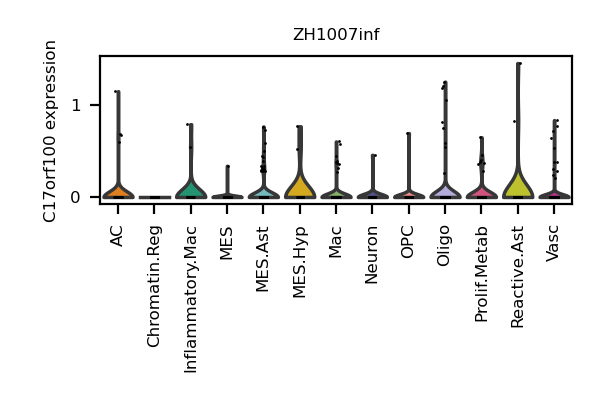 ZH1007inf
C17orf100 expression
1
0
AC
Chromatin.Reg
Inflammatory.Mac
MES
MES.Ast
MES.Hyp
Mac
Neuron
OPC
Oligo
Prolif.Metab
Reactive.Ast
Vasc